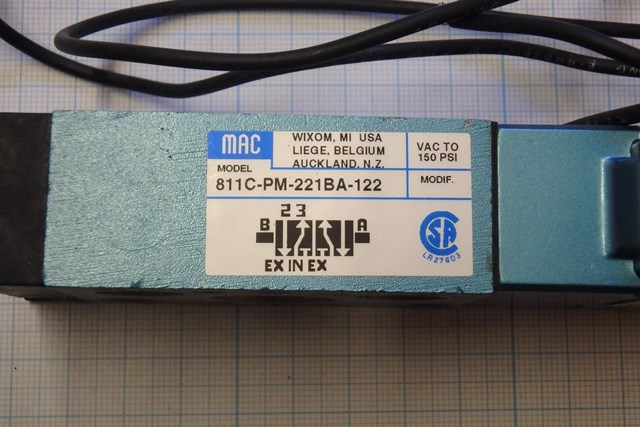 MAC
WIXOM, MI USA
LIEGE, BELGIUM
AUCKLAND, N.Z.
VAC TO
150 PSI
MODEL
811C-PM-221BA-122
MODIF.
2 3
B A
EX IN EX
SA
LR27603